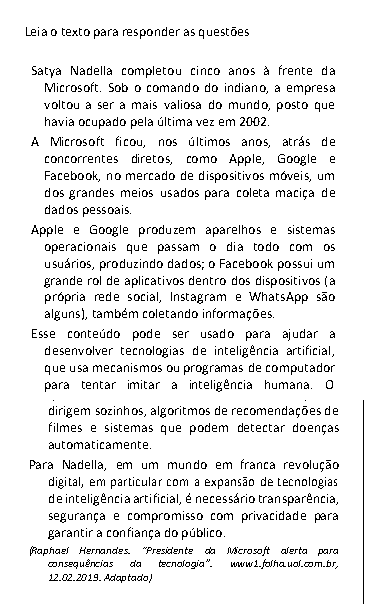 Leia o texto para responder as questões
Satya Nadella completou cinco anos à frente da
Microsoft. Sob o comando do indiano, a empresa
voltou a ser a mais valiosa do mundo, posto que
havia ocupado pela última vez em 2002.
A Microsoft ficou, nos últimos anos, atrás de
concorrentes diretos, como Apple, Google e
Facebook, no mercado de dispositivos móveis, um
dos grandes meios usados para coleta maciça de
dados pessoais.
Apple e Google produzem aparelhos e sistemas
operacionais que passam o dia todo com os
usuários, produzindo dados; o Facebook possui um
grande rol de aplicativos dentro dos dispositivos (a
própria rede social, Instagram e WhatsApp são
alguns), também coletando informações.
Esse conteúdo pode ser usado para ajudar a
desenvolver tecnologias de inteligência artificial,
que usa mecanismos ou programas de computador
para tentar imitar a inteligência humana. O
dirigem sozinhos, algoritmos de recomendações de
filmes e sistemas que podem detectar doenças
automaticamente.
Para Nadella, em um mundo em franca revolução
digital, em particular com a expansão de tecnologias
de inteligência artificial, é necessário transparência,
segurança e compromisso com privacidade para
garantir a confiança do público.
(Raphael Hernandes. "Presidente da Microsoft alerta para
consequências da tecnologia". www1.folha.uol.com.br,
12.02.2019. Adaptado)